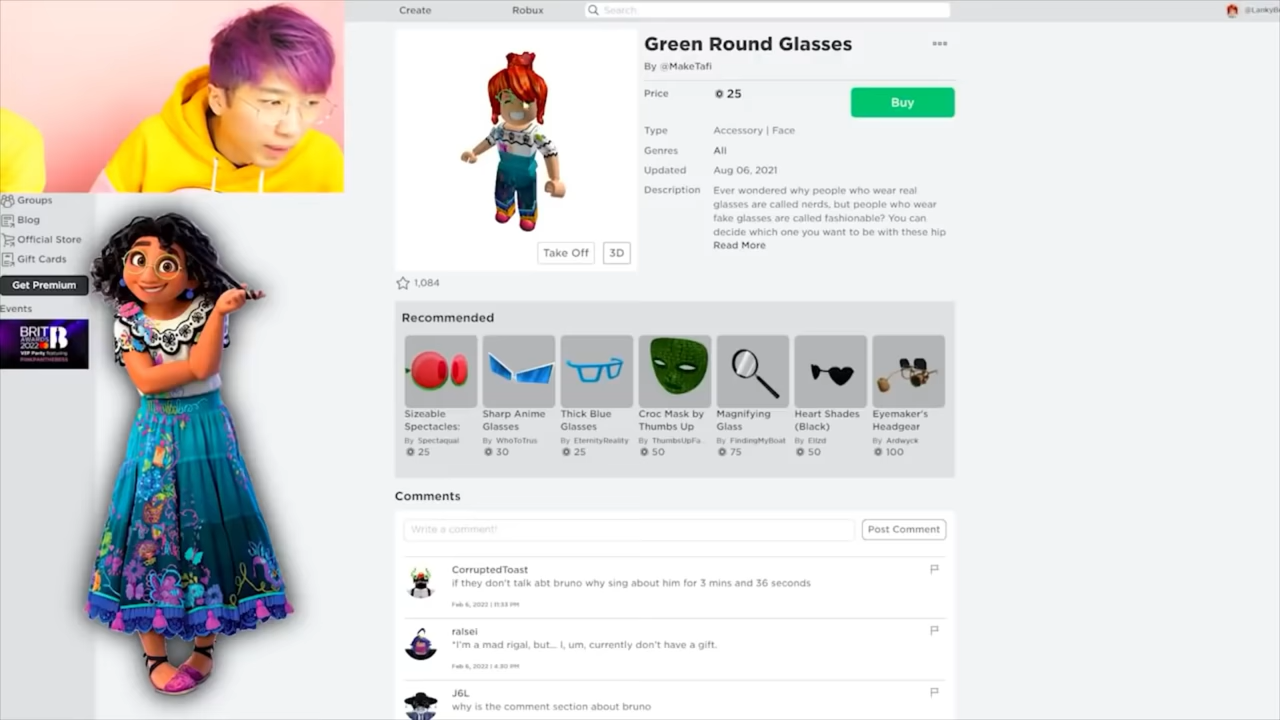 Create
Robux
Search
@LankyB
Groups
Blog
Official Store
Gift Cards
Get Premium
Events
BRIT
AWARDS
2022
VIP Party featuring
PINKPANTHERESS
Green Round Glasses
By @MakeTafi
Price
25
Buy
Type
Accessory | Face
Genres
All
Updated
Aug 06, 2021
Description
Ever wondered why people who wear real
glasses are called nerds, but people who wear
fake glasses are called fashionable? You can
decide which one you want to be with these hip
Read More
Take Off
3D
1,084
Recommended
Sizeable
Spectacles:
By Spectaqual
25
Sharp Anime
Glasses
By WhoToTrus
30
Thick Blue
Glasses
By EternityReality
25
Croc Mask by
Thumbs Up
By ThumbsUpFa..
50
Magnifying
Glass
By FindingMyBoat
75
Heart Shades
(Black)
By Ellzd
50
Eyemaker's
Headgear
By Ardwyck
100
Comments
Write a comment!
Post Comment
CorruptedToast
if they don't talk abt bruno why sing about him for 3 mins and 36 seconds
Feb 6, 2022 | 11:33 PM
ralsei
"I'm a mad rigal, but... I, um, currently don't have a gift.
Feb 6, 2022 | 4:30 PM
J6L
why is the comment section about bruno